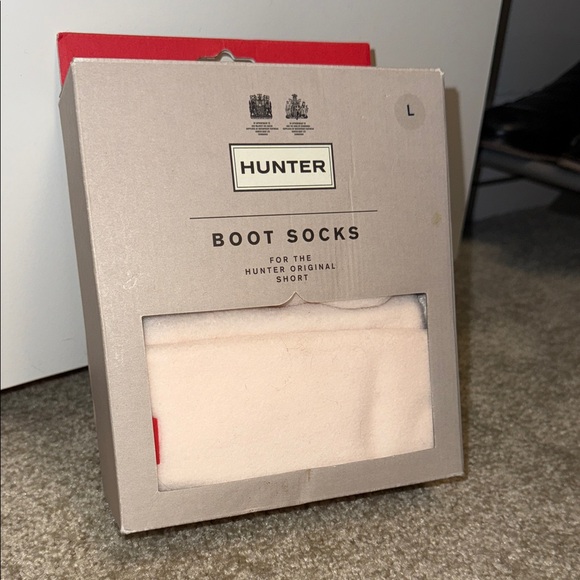 L
HUNTER
BOOT SOCKS
FOR THE
HUNTER ORIGINAL
SHORT